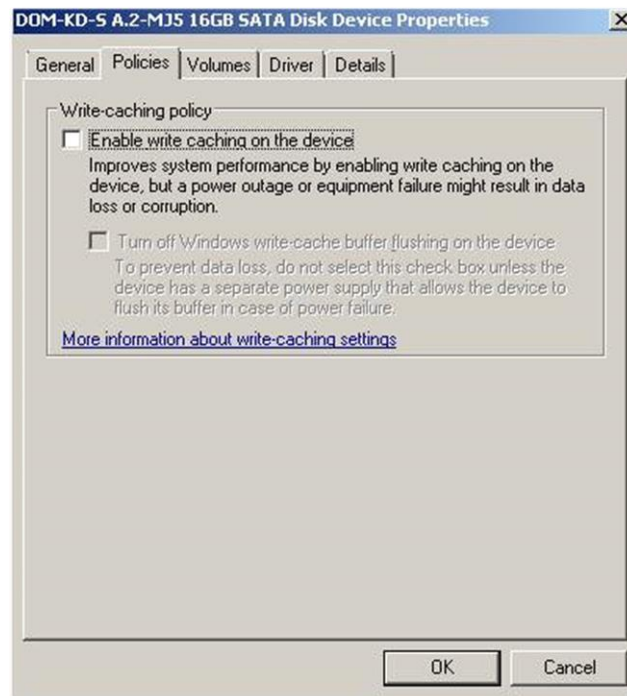 DOM-KD-S A.2-MJ5 16GB SATA Disk Device Properties
General Policies Volumes Driver Details
Write-caching policy
Enable write caching on the device
Improves system performance by enabling write caching on the
device, but a power outage or equipment failure might result in data
loss or corruption.
Turn off Windows write-cache buffer flushing on the device
To prevent data loss, do not select this check box unless the
device has a separate power supply that allows the device to
flush its buffer in case of power failure.
More information about write-caching settings
OK Cancel